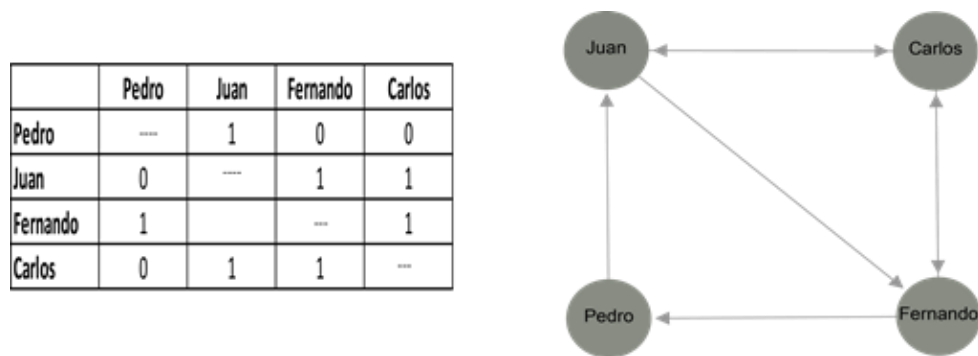 Pedro Juan Fernando Carlos
Pedro ---- 1 0 0
Juan 0 ---- 1 1
Fernando 1 --- 1
Carlos 0 1 1 ---
Juan
Carlos
Pedro
Fernando